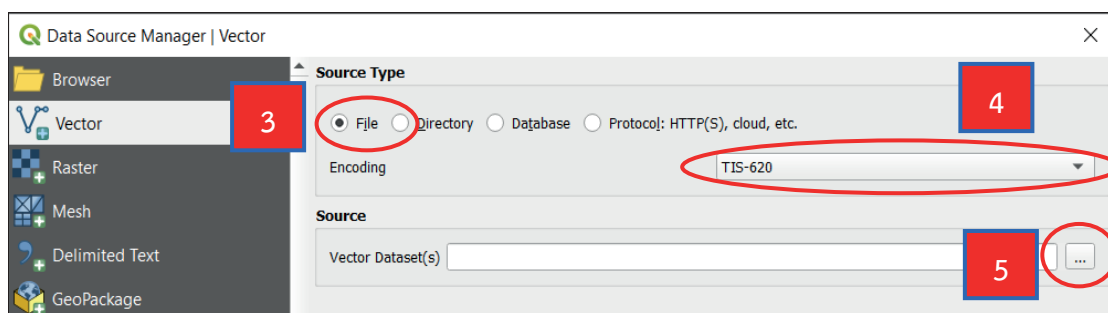 Data Source Manager | Vector
Browser
Vector
Raster
Mesh
Delimited Text
GeoPackage
Source Type
3
File Directory Database Protocol: HTTP(S), cloud, etc.
4
Encoding TIS-620
Source
Vector Dataset(s) ...
5